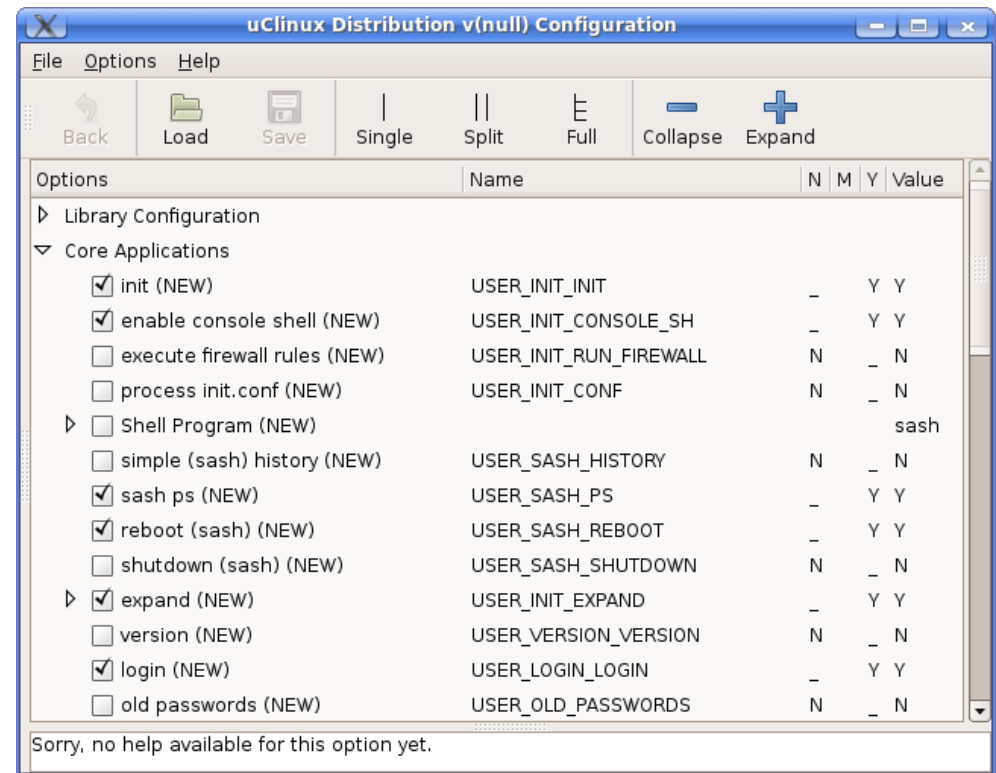 uClinux Distribution v(null) Configuration
File Options Help
Back Load Save Single Split Full Collapse Expand
Options Name N M Y Value
Library Configuration
Core Applications
init (NEW) USER_INIT_INIT _ Y Y
enable console shell (NEW) USER_INIT_CONSOLE_SH _ Y Y
execute firewall rules (NEW) USER_INIT_RUN_FIREWALL N _ N
process init.conf (NEW) USER_INIT_CONF N _ N
Shell Program (NEW) sash
simple (sash) history (NEW) USER_SASH_HISTORY N _ N
sash ps (NEW) USER_SASH_PS _ Y Y
reboot (sash) (NEW) USER_SASH_REBOOT _ Y Y
shutdown (sash) (NEW) USER_SASH_SHUTDOWN N _ N
expand (NEW) USER_INIT_EXPAND _ Y Y
version (NEW) USER_VERSION_VERSION N _ N
login (NEW) USER_LOGIN_LOGIN _ Y Y
old passwords (NEW) USER_OLD_PASSWORDS N _ N
Sorry, no help available for this option yet.